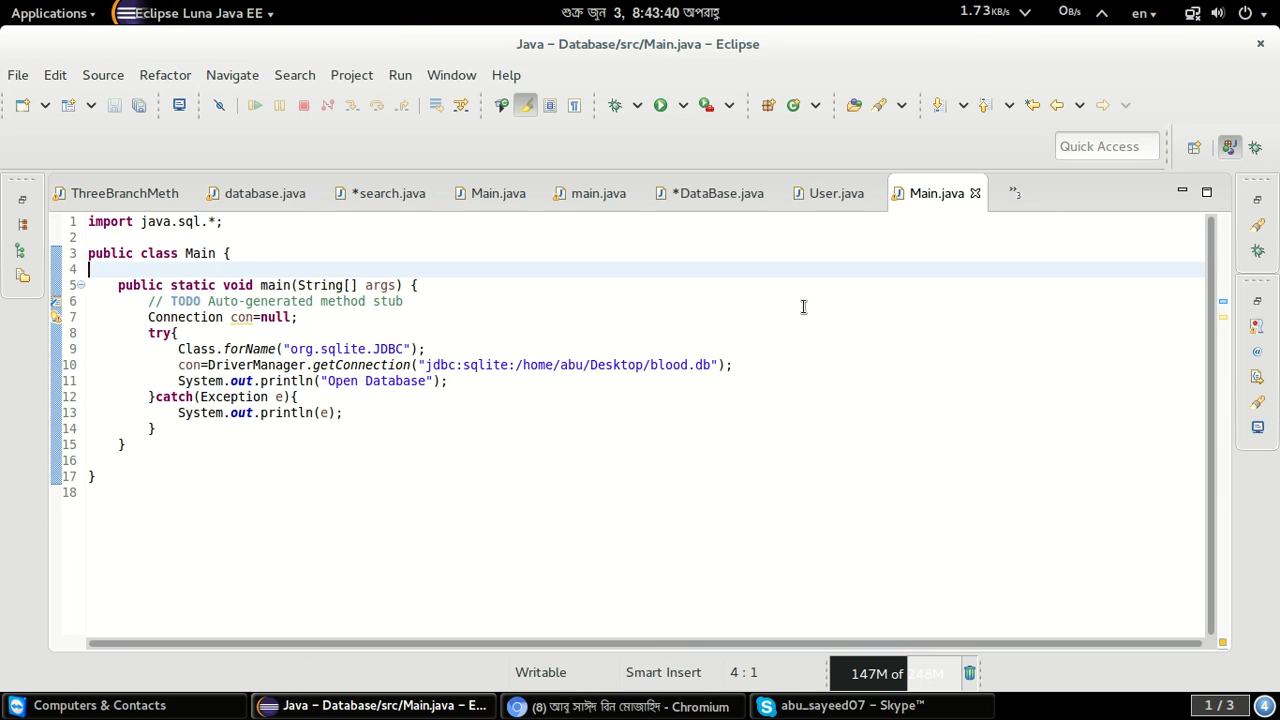 Applications
Eclipse Luna Java EE
শুক্র জুন 3, 8:43:40 অপরাহ্ণ
1.73KB/s
0B/s
en
Java – Database/src/Main.java – Eclipse
File Edit Source Refactor Navigate Search Project Run Window Help
Quick Access
ThreeBranchMeth database.java *search.java Main.java main.java *DataBase.java User.java Main.java »3
1 import java.sql.*;
2
3 public class Main {
4
5 public static void main(String[] args) {
6 // TODO Auto-generated method stub
7 Connection con=null;
8 try{
9 Class.forName("org.sqlite.JDBC");
10 con=DriverManager.getConnection("jdbc:sqlite:/home/abu/Desktop/blood.db");
11 System.out.println("Open Database");
12 }catch(Exception e){
13 System.out.println(e);
14 }
15 }
16
17 }
18
Writable Smart Insert 4 : 1 147M of 248M
Computers & Contacts
Java – Database/src/Main.java – E...
(8) আবু সাঈদ বিন মোজাহিদ - Chromium
abu_sayeed07 – Skype™
1 / 3
4